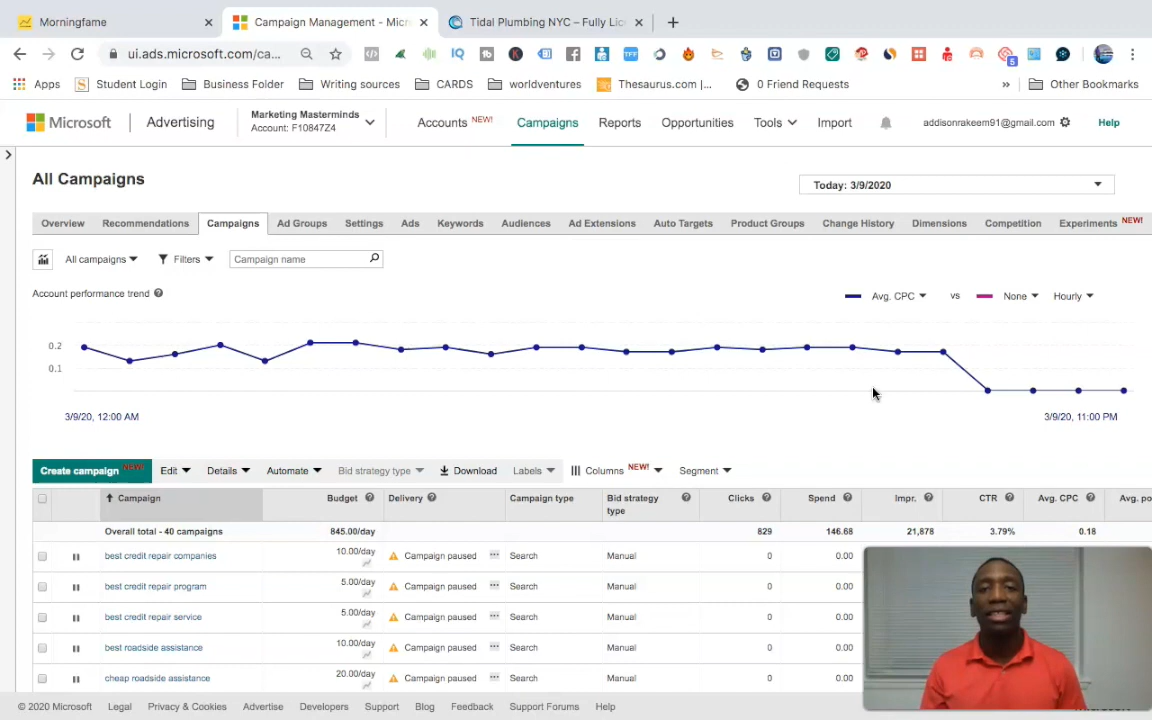 Morningfame
Campaign Management - Micr
Tidal Plumbing NYC – Fully Lic
ui.ads.microsoft.com/ca...
IQ
TFF
K
5
Apps
Student Login
Business Folder
Writing sources
CARDS
worldventures
Thesaurus.com |...
0 Friend Requests
»
Other Bookmarks
Microsoft
Advertising
Marketing Masterminds
Account: F10847Z4
Accounts NEW!
Campaigns
Reports
Opportunities
Tools
Import
addisonrakeem91@gmail.com
Help
All Campaigns
Today: 3/9/2020
Overview Recommendations Campaigns Ad Groups Settings Ads Keywords Audiences Ad Extensions Auto Targets Product Groups Change History Dimensions Competition Experiments NEW!
All campaigns Filters Campaign name
Account performance trend
Avg. CPC vs None Hourly
0.2
0.1
3/9/20, 12:00 AM
3/9/20, 11:00 PM
Create campaign NEW! Edit Details Automate Bid strategy type Download Labels Columns NEW! Segment
Campaign Budget Delivery Campaign type Bid strategy type Clicks Spend Impr. CTR Avg. CPC Avg. po
Overall total - 40 campaigns 845.00/day 829 146.68 21,878 3.79% 0.18
best credit repair companies 10.00/day Campaign paused Search Manual 0 0.00
best credit repair program 5.00/day Campaign paused Search Manual 0 0.00
best credit repair service 5.00/day Campaign paused Search Manual 0 0.00
best roadside assistance 10.00/day Campaign paused Search Manual 0 0.00
cheap roadside assistance 20.00/day Campaign paused Search Manual 0 0.00
© 2020 Microsoft Legal Privacy & Cookies Advertise Developers Support Blog Feedback Support Forums Help